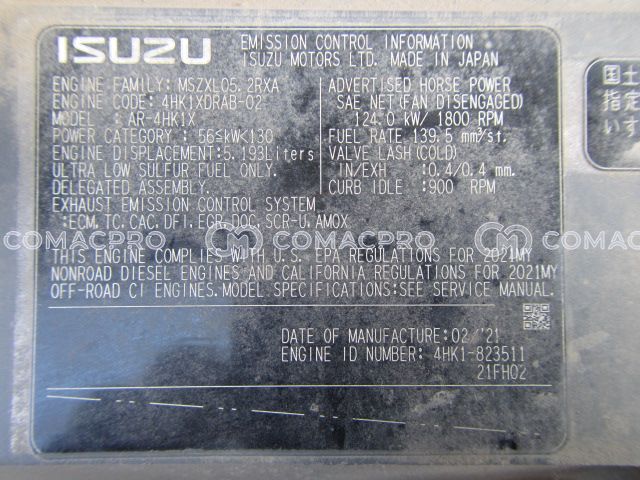 ISUZU
EMISSION CONTROL INFORMATION
ISUZU MOTORS LTD. MADE IN JAPAN
ENGINE FAMILY: MSZXL05.2RXA
ENGINE CODE: 4HK1XDRAB-02
MODEL : AR-4HK1X
POWER CATEGORY : 56≤kW<130
ENGINE DISPLACEMENT: 5.193Liters
ULTRA LOW SULFUR FUEL ONLY.
DELEGATED ASSEMBLY.
ADVERTISED HORSE POWER
SAE NET(FAN DISENGAGED)
124.0 kW/ 1800 RPM
FUEL RATE: 139.5 mm³/st.
VALVE LASH (COLD)
IN/EXH :0.4/0.4 mm.
CURB IDLE :900 RPM
EXHAUST EMISSION CONTROL SYSTEM
:ECM,TC,CAC,DFI,EGR,DOC,SCR-U,AMOX
THIS ENGINE COMPLIES WITH U.S. EPA REGULATIONS FOR 2021MY
NONROAD DIESEL ENGINES AND CALIFORNIA REGULATIONS FOR 2021MY
OFF-ROAD CI ENGINES.MODEL SPECIFICATIONS:SEE SERVICE MANUAL.
DATE OF MANUFACTURE:02/'21
ENGINE ID NUMBER: 4HK1-823511
21FH02
国土
指定
いす
COMACPRO COMACPRO COMACPRO